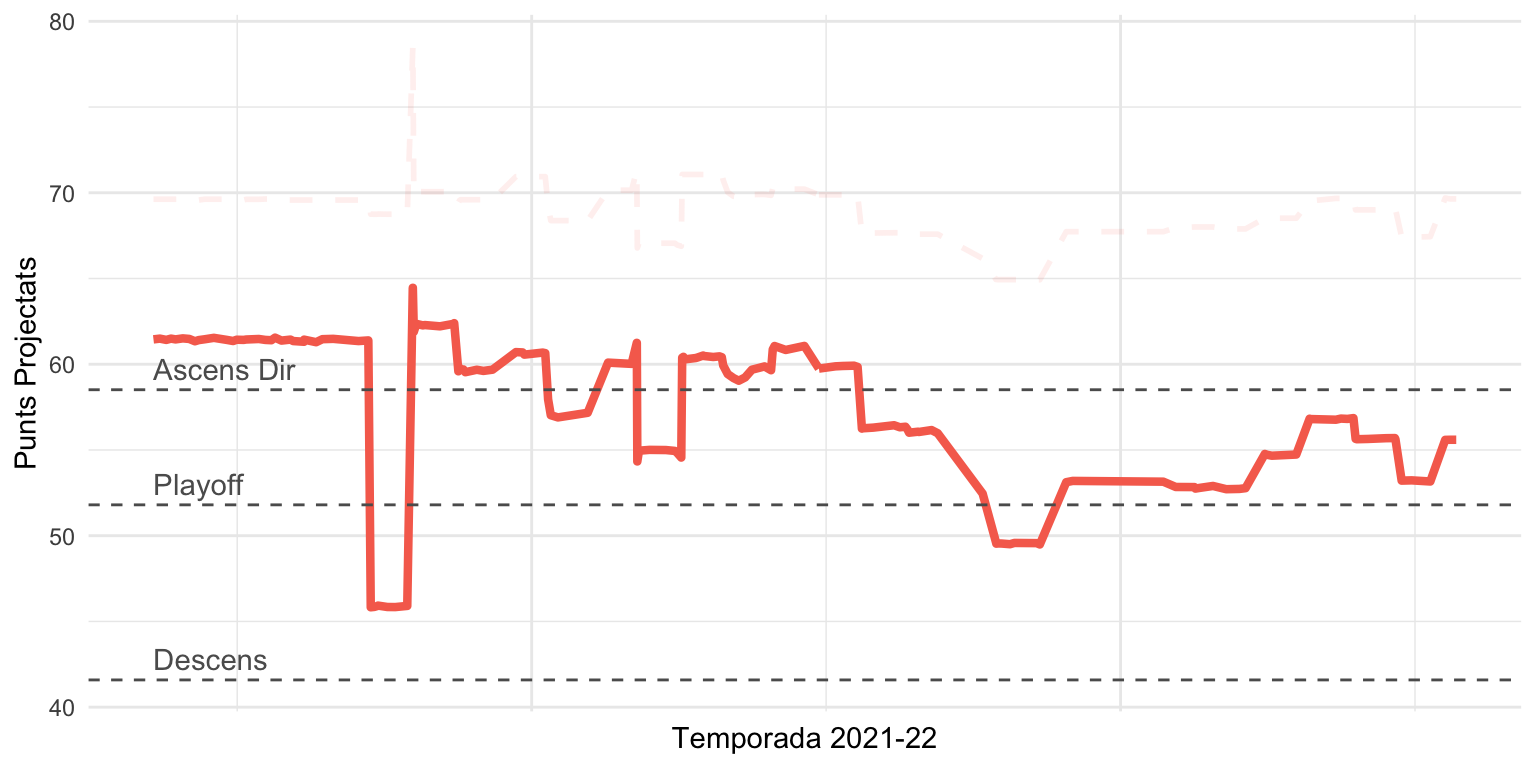 80
70
60
50
40
Punts Projectats
Ascens Dir
Playoff
Descens
Temporada 2021-22